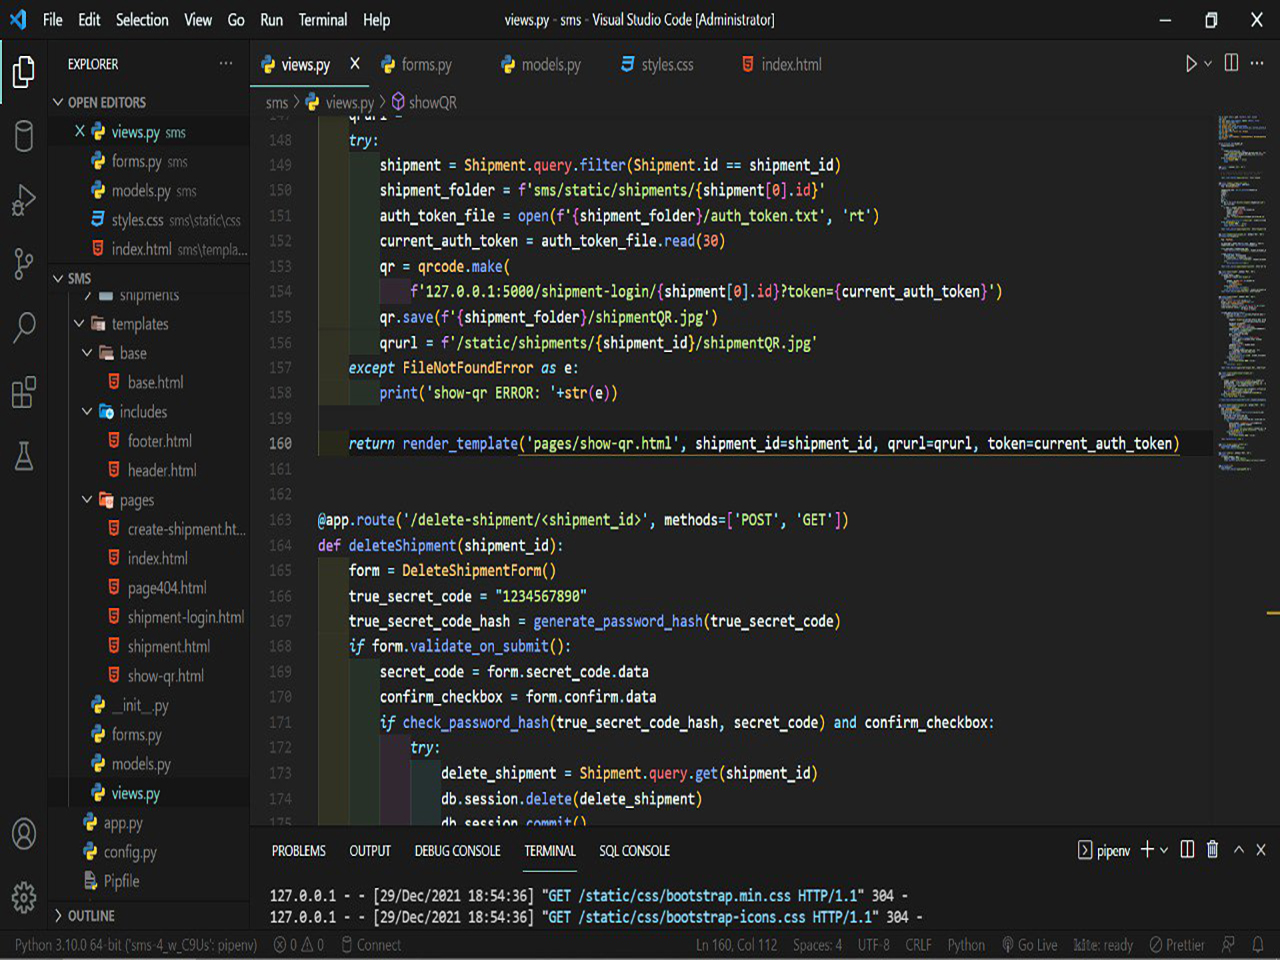 File Edit Selection View Go Run Terminal Help
views.py - sms - Visual Studio Code [Administrator]
EXPLORER
OPEN EDITORS
views.py sms
forms.py sms
models.py sms
styles.css sms\static\css
index.html sms\templa...
SMS
shipments
templates
base
base.html
includes
footer.html
header.html
pages
create-shipment.ht...
index.html
page404.html
shipment-login.html
shipment.html
show-qr.html
__init__.py
forms.py
models.py
views.py
app.py
config.py
Pipfile
OUTLINE
views.py forms.py models.py styles.css index.html
sms > views.py > showQR
147 qrurl =
148 try:
149 shipment = Shipment.query.filter(Shipment.id == shipment_id)
150 shipment_folder = f'sms/static/shipments/{shipment[0].id}'
151 auth_token_file = open(f'{shipment_folder}/auth_token.txt', 'rt')
152 current_auth_token = auth_token_file.read(30)
153 qr = qrcode.make(
154 f'127.0.0.1:5000/shipment-login/{shipment[0].id}?token={current_auth_token}')
155 qr.save(f'{shipment_folder}/shipmentQR.jpg')
156 qrurl = f'/static/shipments/{shipment_id}/shipmentQR.jpg'
157 except FileNotFoundError as e:
158 print('show-qr ERROR: '+str(e))
159
160 return render_template('pages/show-qr.html', shipment_id=shipment_id, qrurl=qrurl, token=current_auth_token)
161
162
163 @app.route('/delete-shipment/<shipment_id>', methods=['POST', 'GET'])
164 def deleteShipment(shipment_id):
165 form = DeleteShipmentForm()
166 true_secret_code = "1234567890"
167 true_secret_code_hash = generate_password_hash(true_secret_code)
168 if form.validate_on_submit():
169 secret_code = form.secret_code.data
170 confirm_checkbox = form.confirm.data
171 if check_password_hash(true_secret_code_hash, secret_code) and confirm_checkbox:
172 try:
173 delete_shipment = Shipment.query.get(shipment_id)
174 db.session.delete(delete_shipment)
175 db.session.commit()
PROBLEMS OUTPUT DEBUG CONSOLE TERMINAL SQL CONSOLE
pipenv
127.0.0.1 - - [29/Dec/2021 18:54:36] "GET /static/css/bootstrap.min.css HTTP/1.1" 304 -
127.0.0.1 - - [29/Dec/2021 18:54:36] "GET /static/css/bootstrap-icons.css HTTP/1.1" 304 -
Python 3.10.0 64-bit ('sms-4_w_C9Us': pipenv) 0 0 Connect Ln 160, Col 112 Spaces: 4 UTF-8 CRLF Python Go Live kite: ready Prettier